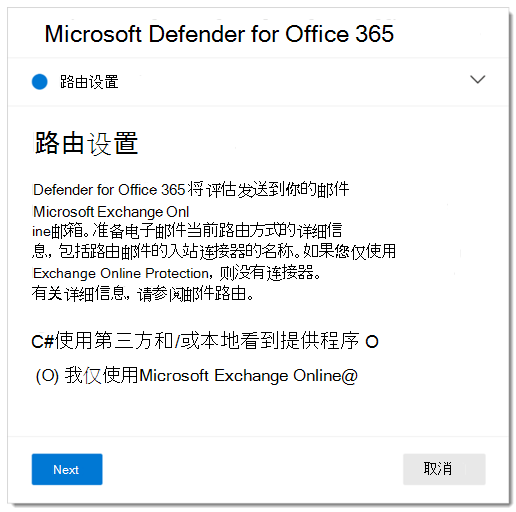 Microsoft Defender for Office 365
路由设置
路由设置
Defender for Office 365 将评估发送到你的邮件
Microsoft Exchange Onl
ine邮箱。准备电子邮件当前路由方式的详细信
息，包括路由邮件的入站连接器的名称。如果您仅使用
Exchange Online Protection，则没有连接器。
有关详细信息，请参阅邮件路由。
C#使用第三方和/或本地看到提供程序 O
(O) 我仅使用Microsoft Exchange Online@
Next
取消